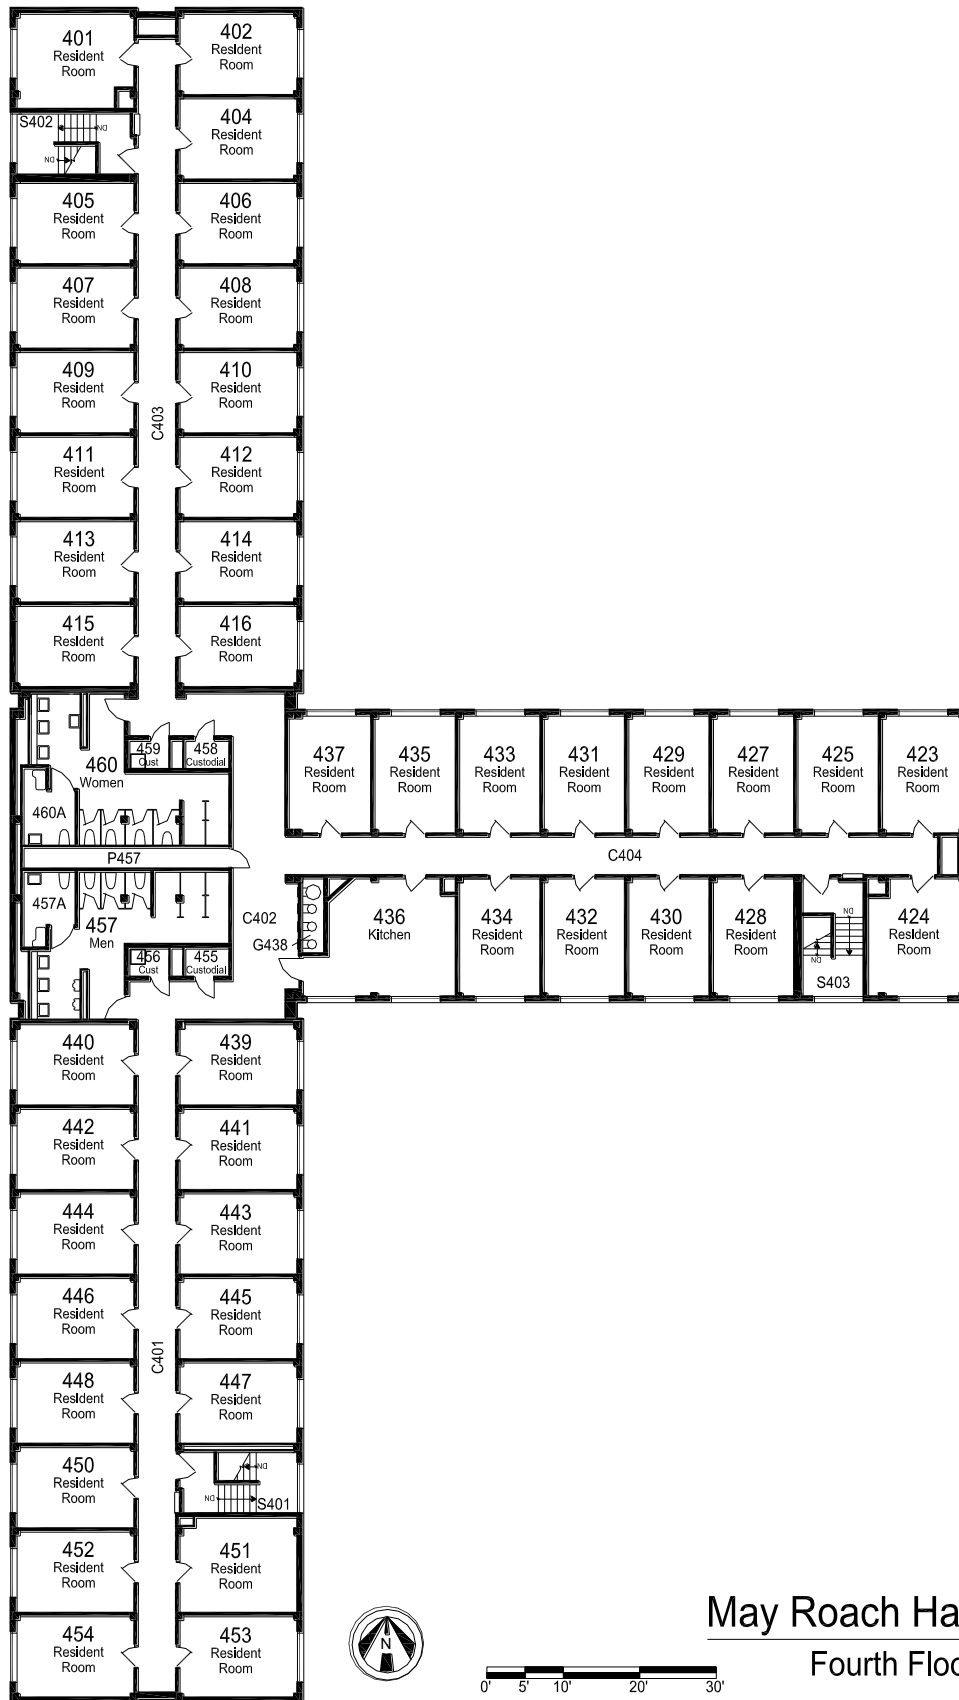 401
Resident
Room
402
Resident
Room
S402
DN
DN
404
Resident
Room
405
Resident
Room
406
Resident
Room
407
Resident
Room
408
Resident
Room
409
Resident
Room
410
Resident
Room
C403
411
Resident
Room
412
Resident
Room
413
Resident
Room
414
Resident
Room
415
Resident
Room
416
Resident
Room
460
Women
459
Cust
458
Custodial
460A
437
Resident
Room
435
Resident
Room
433
Resident
Room
431
Resident
Room
429
Resident
Room
427
Resident
Room
425
Resident
Room
423
Resident
Room
P457
C404
457A
457
Men
C402
G438
456
Cust
455
Custodial
436
Kitchen
434
Resident
Room
432
Resident
Room
430
Resident
Room
428
Resident
Room
DN
DN
S403
424
Resident
Room
440
Resident
Room
439
Resident
Room
442
Resident
Room
441
Resident
Room
444
Resident
Room
443
Resident
Room
446
Resident
Room
445
Resident
Room
C401
448
Resident
Room
447
Resident
Room
450
Resident
Room
DN
DN
S401
452
Resident
Room
451
Resident
Room
454
Resident
Room
453
Resident
Room
N
0' 5' 10' 20' 30'
May Roach Ha
Fourth Floo